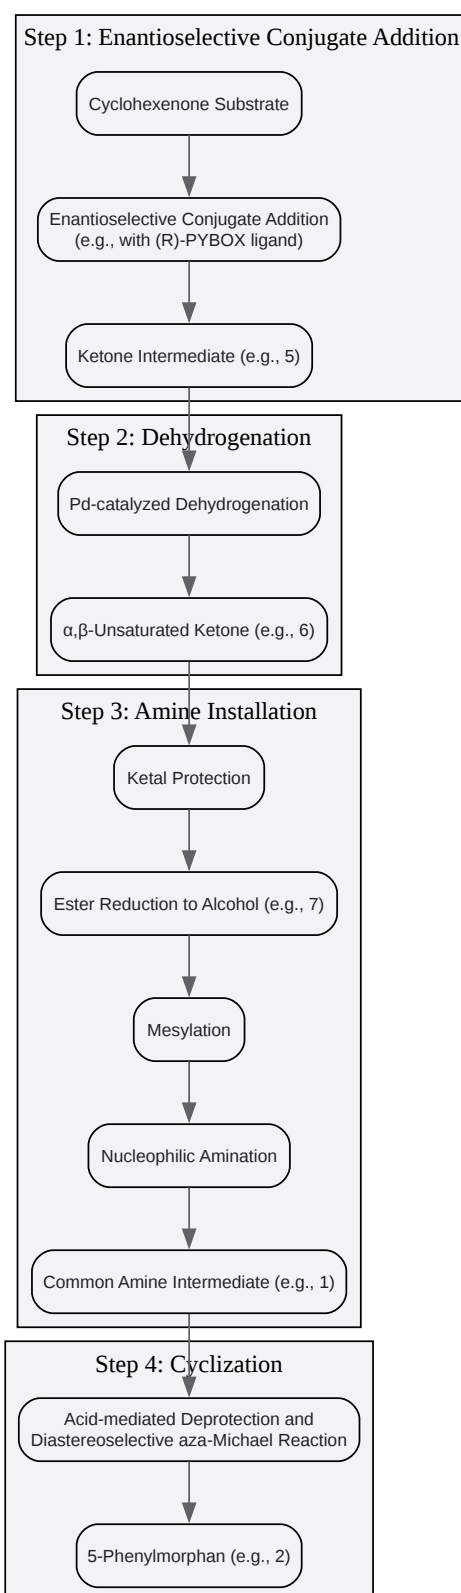 Step 1: Enantioselective Conjugate Addition
Cyclohexenone Substrate
Enantioselective Conjugate Addition
(e.g., with (R)-PYBOX ligand)
Ketone Intermediate (e.g., 5)
Step 2: Dehydrogenation
Pd-catalyzed Dehydrogenation
α,β-Unsaturated Ketone (e.g., 6)
Step 3: Amine Installation
Ketal Protection
Ester Reduction to Alcohol (e.g., 7)
Mesylation
Nucleophilic Amination
Common Amine Intermediate (e.g., 1)
Step 4: Cyclization
Acid-mediated Deprotection and
Diastereoselective aza-Michael Reaction
5-Phenylmorphan (e.g., 2)